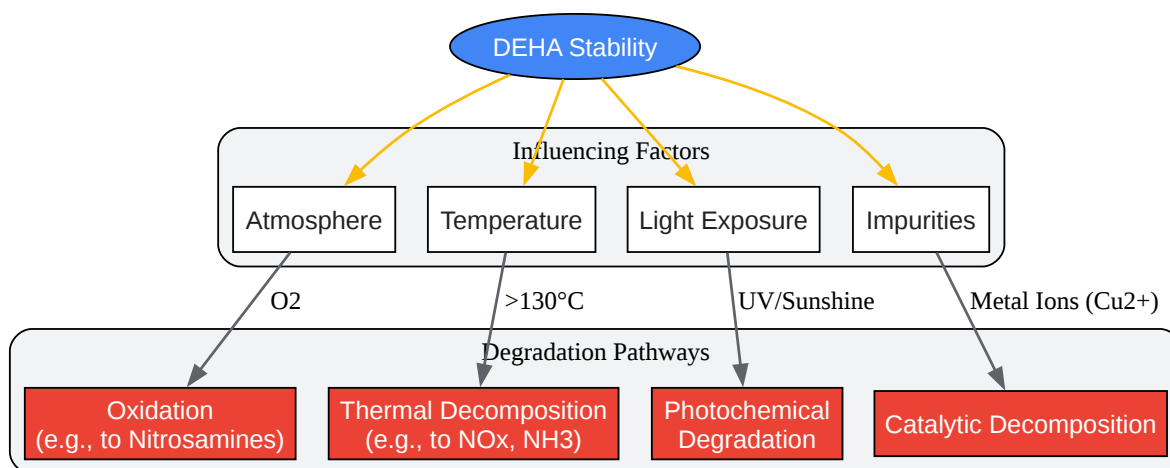 DEHA Stability
Influencing Factors
Atmosphere
Temperature
Light Exposure
Impurities
O2
>130°C
UV/Sunshine
Metal Ions (Cu2+)
Degradation Pathways
Oxidation
(e.g., to Nitrosamines)
Thermal Decomposition
(e.g., to NOx, NH3)
Photochemical
Degradation
Catalytic Decomposition